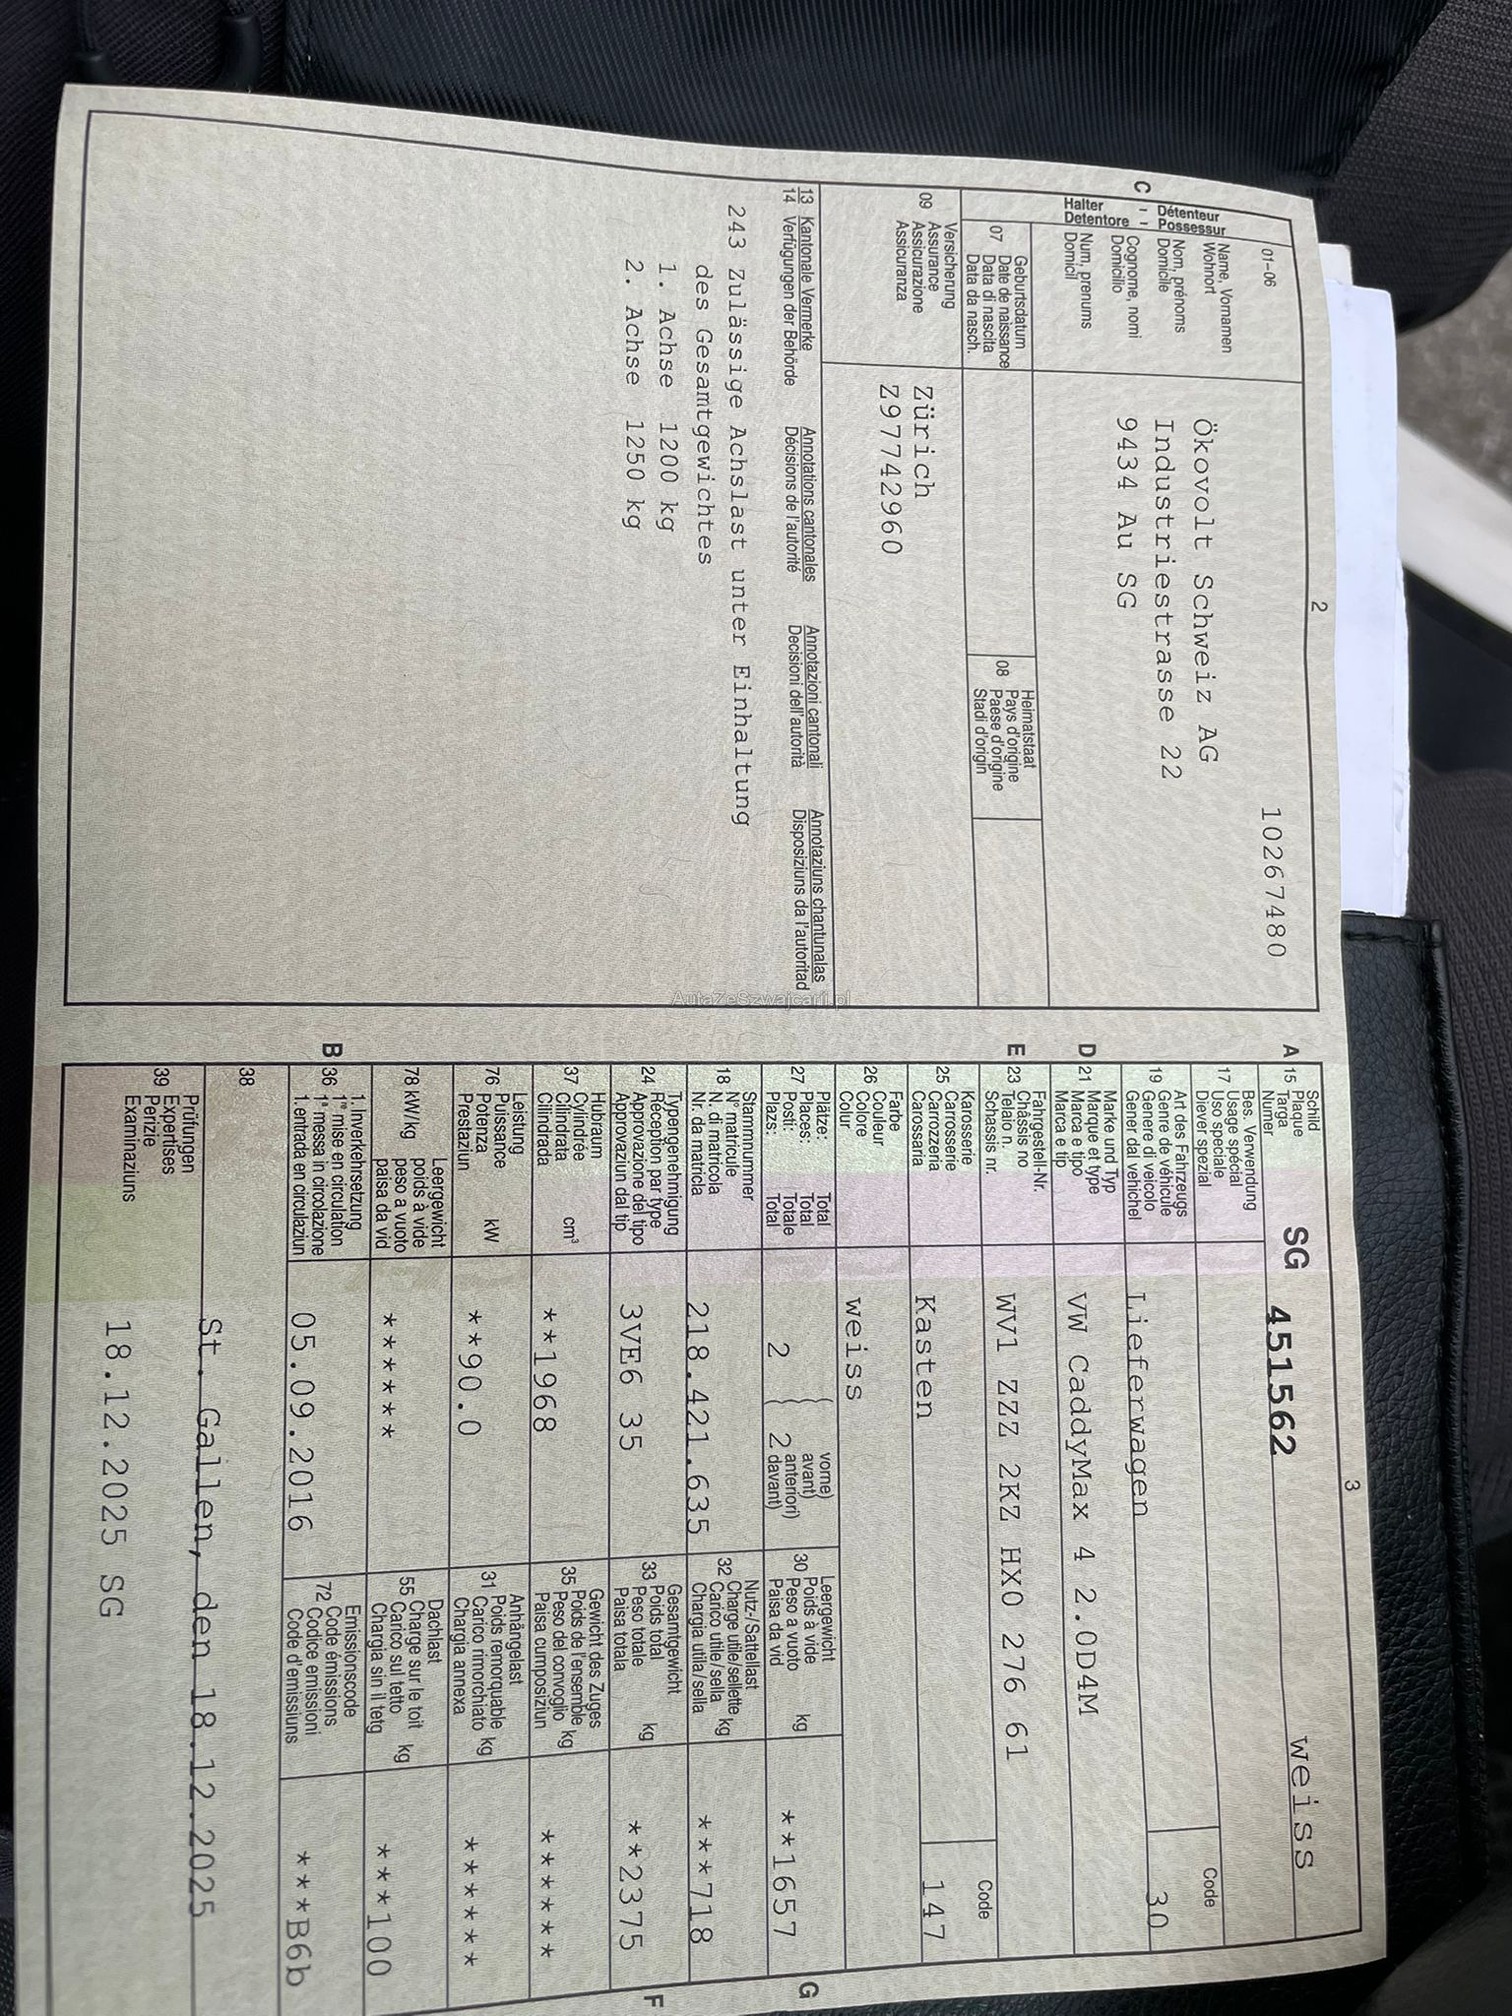 2
01-06
10267480
C
Halter - Détenteur
Detentore - Possessur
Name, Vornamen
Wohnort
Nom, prénoms
Domicile
Cognome, nomi
Domicilio
Num, prenums
Domicil
Ökovolt Schweiz AG
Industriestrasse 22
9434 Au SG
07
Geburtsdatum
Date de naissance
Data di nascita
Data da nasch.
08
Heimatstaat
Pays d'origine
Paese d'origine
Stadi d'origin
09
Versicherung
Assurance
Assicurazione
Assicuranza
Zürich
Z97742960
13 Kantonale Vermerke Annotations cantonales Annotazioni cantonali Annotaziuns chantunalas
14 Verfügungen der Behörde Décisions de l'autorité Decisioni dell'autorità Disposiziuns da l'autoritad
243 Zulässige Achslast unter Einhaltung
des Gesamtgewichtes
1. Achse 1200 kg
2. Achse 1250 kg
AutaZeSzwajcarii.pl
3
A 15
Schild
Plaque
Targa
Numer
SG 451562 weiss
17
Bes. Verwendung
Usage spécial
Uso speciale
Diever spezial
19
Art des Fahrzeugs
Genre de véhicule
Genere di veicolo
Gener dal vehichel
Lieferwagen
Code
30
D 21
Marke und Typ
Marque et type
Marca e tipo
Marca e tip
VW CaddyMax 4 2.0D4M
E 23
Fahrgestell-Nr.
Châssis no
Telaio n.
Schassis nr.
WV1 ZZZ 2KZ HX0 276 61
25
Karosserie
Carrosserie
Carrozzeria
Carossaria
Kasten
Code
147
26
Farbe
Couleur
Colore
Colur
weiss
27
Plätze: Total
Places: Total
Posti: Totale
Plazs: Total
2
2
vorne)
avant)
anteriori)
davant)
30
Leergewicht
Poids à vide
Peso a vuoto
Paisa da vid
kg
**1657
G
18
Stammnummer
N° matricule
N. di matricola
Nr. da matricla
218.421.635
32
Nutz-/Sattellast
Charge utile/sellette
Carico utile/sella
Chargia utila/sella
kg
***718
24
Typengenehmigung
Réception par type
Approvazione del tipo
Approvaziun dal tip
3VE6 35
33
Gesamtgewicht
Poids total
Peso totale
Paisa totala
kg
**2375
F
37
Hubraum
Cylindrée
Cilindrata
Cilindrada
cm³
**1968
35
Gewicht des Zuges
Poids de l'ensemble
Peso del convoglio
Paisa cumposiziun
kg
******
76
Leistung
Puissance
Potenza
Prestaziun
kW
**90.0
31
Anhängelast
Poids remorquable
Carico rimorchiato
Chargia annexa
kg
******
78 kW/kg
Leergewicht
poids à vide
peso a vuoto
paisa da vid
******
55
Dachlast
Charge sur le toit
Carico sul tetto
Chargia sin il tetg
kg
***100
B 36
1. Inverkehrsetzung
1re mise en circulation
1a messa in circolazione
1. entrada en circulaziun
05.09.2016
72
Emissionscode
Code émissions
Codice emissioni
Code d'emissiuns
***B6b
38
St. Gallen, den 18.12.2025
39
Prüfungen
Expertises
Perizie
Examinaziuns
18.12.2025 SG